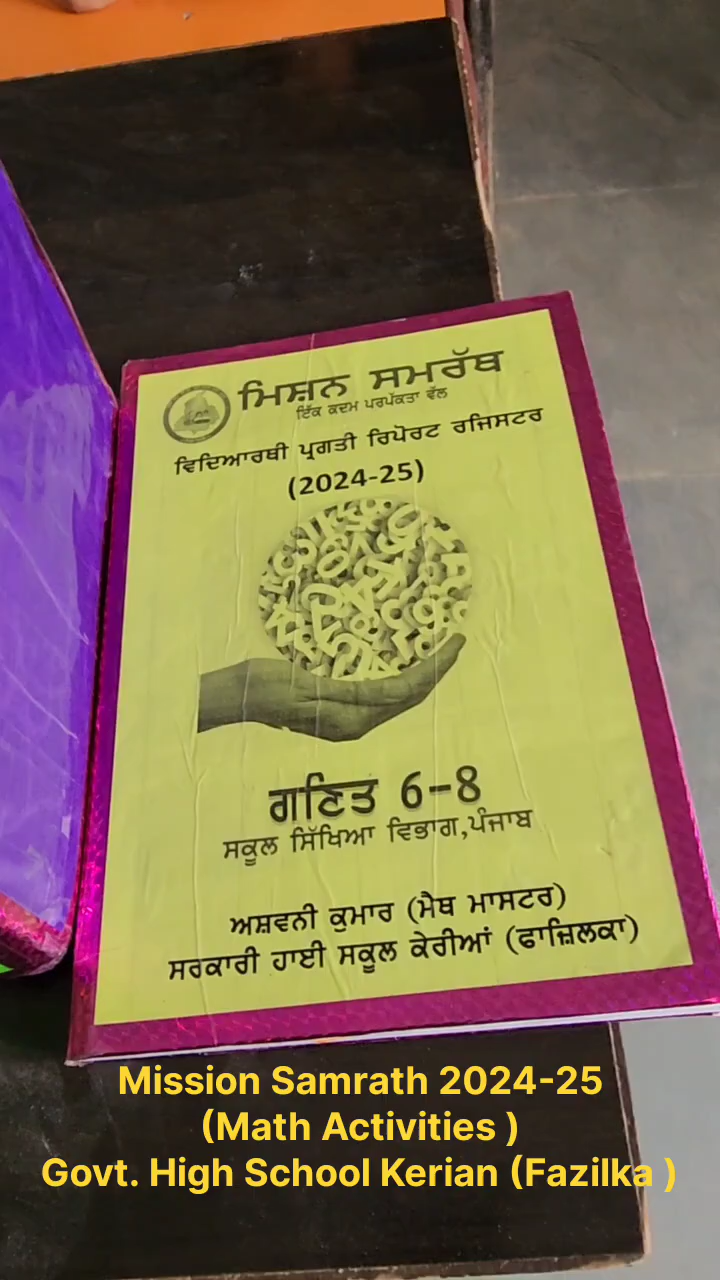 ਮਿਸ਼ਨ ਸਮਰੱਥ
ਇੱਕ ਕਦਮ ਪਰਪੱਕਤਾ ਵੱਲ
ਵਿਦਿਆਰਥੀ ਪ੍ਰਗਤੀ ਰਿਪੋਰਟ ਰਜਿਸਟਰ
(2024-25)
ਗਣਿਤ 6-8
ਸਕੂਲ ਸਿੱਖਿਆ ਵਿਭਾਗ,ਪੰਜਾਬ
ਅਸ਼ਵਨੀ ਕੁਮਾਰ (ਮੈਥ ਮਾਸਟਰ)
ਸਰਕਾਰੀ ਹਾਈ ਸਕੂਲ ਕੇਰੀਆਂ (ਫਾਜ਼ਿਲਕਾ)
Mission Samrath 2024-25
(Math Activities )
Govt. High School Kerian (Fazilka )